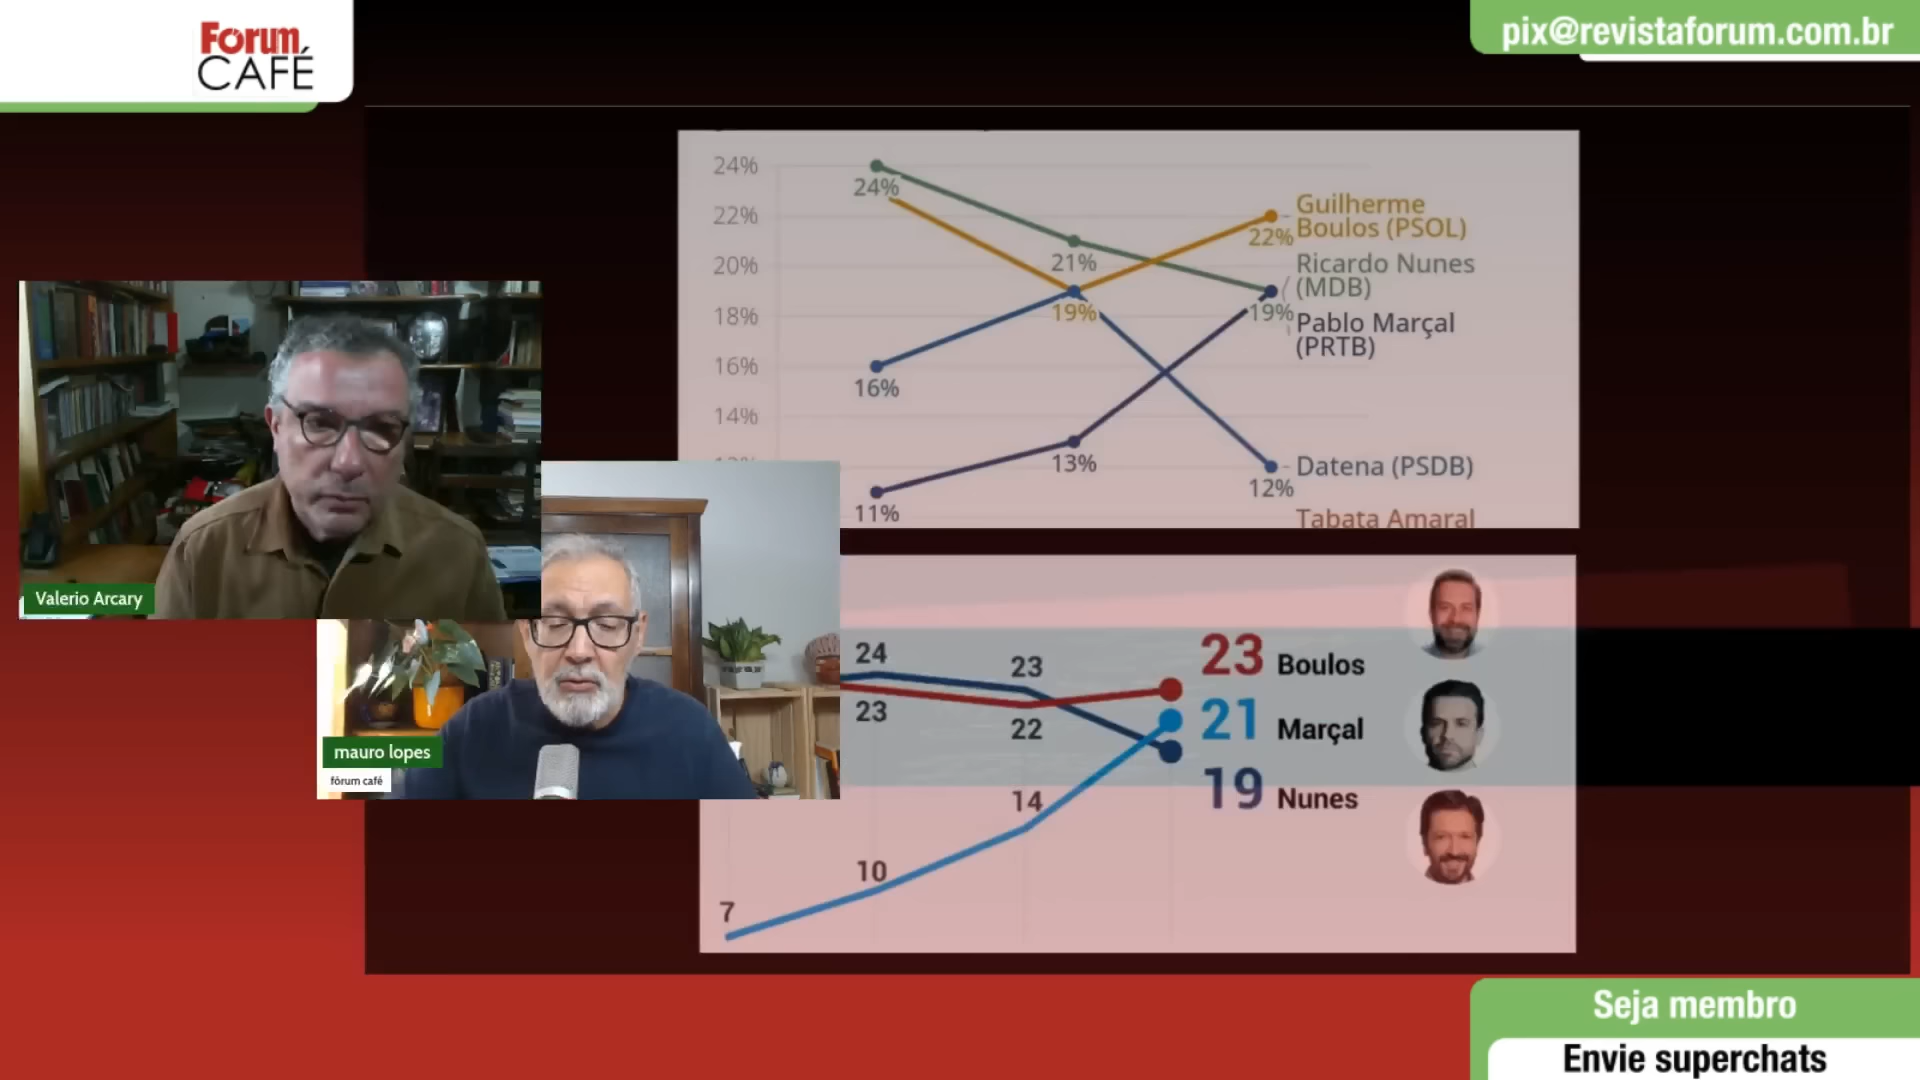 Forum
CAFÉ
pix@revistaforum.com.br
24%
22%
20%
18%
16%
14%
24%
21%
19%
22%
19%
16%
13%
11%
12%
Guilherme
Boulos (PSOL)
Ricardo Nunes
(MDB)
Pablo Marçal
(PRTB)
Datena (PSDB)
Tabata Amaral
Valerio Arcary
mauro lopes
fórum café
24
23
23
22
14
10
7
23 Boulos
21 Marçal
19 Nunes
Seja membro
Envie superchats